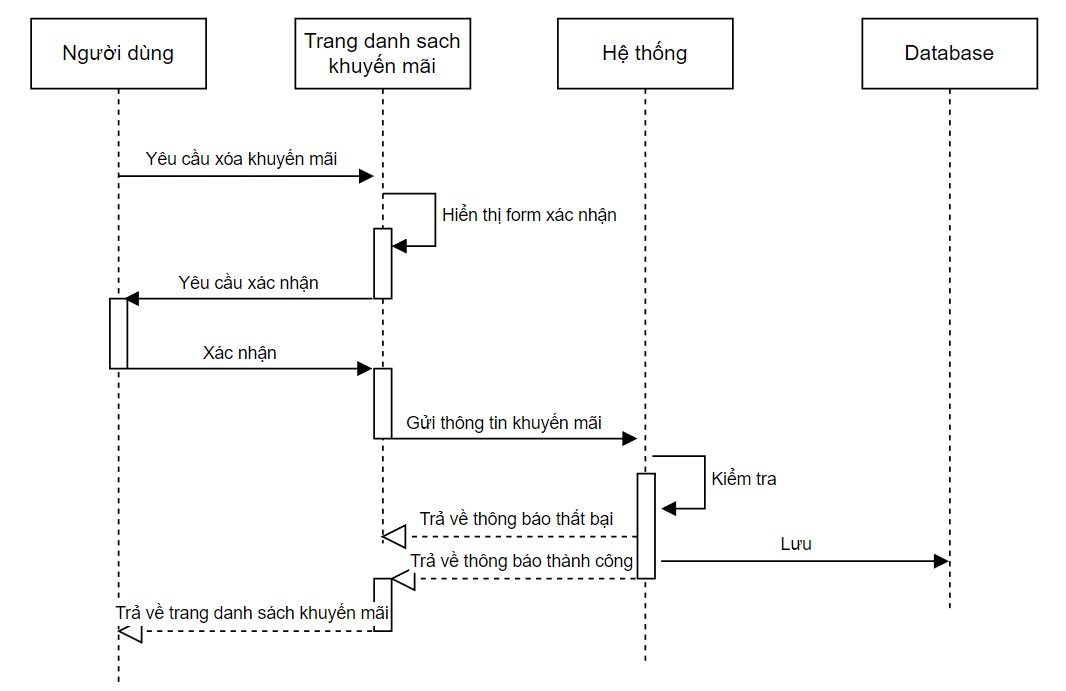 Người dùng
Trang danh sach
khuyến mãi
Hệ thống
Database
Yêu cầu xóa khuyến mãi
Hiển thị form xác nhận
Yêu cầu xác nhận
Xác nhận
Gửi thông tin khuyến mãi
Kiểm tra
Trả về thông báo thất bại
Lưu
Trả về thông báo thành công
Trả về trang danh sách khuyến mãi